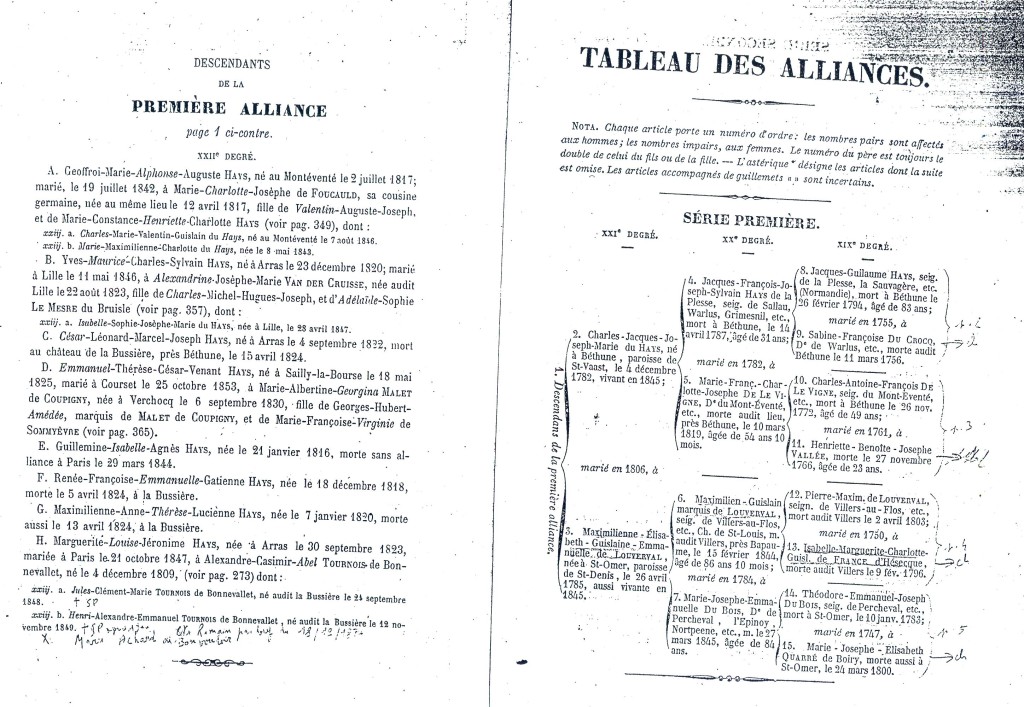 DESCENDANTS
DE LA
PREMIÈRE ALLIANCE
page 1 ci-contre.
XXIIe DEGRÉ.
A. Geoffroi-Marie-Alphonse-Auguste HAYS, né au Montéventé le 2 juillet 1817;
marié, le 19 juillet 1842, à Marie-Charlotte-Josèphe de FOUCAULD, sa cousine
germaine, née au même lieu le 12 avril 1817, fille de Valentin-Auguste-Joseph,
et de Marie-Constance-Henriette-Charlotte HAYS (voir pag. 349), dont :
xxiij. a. Charles-Marie-Valentin-Guislain du Hays, né au Montéventé le 7 août 1846.
xxiij. b. Marie-Maximilienne-Charlotte du Hays, née le 8 mai 1843.
B. Yves-Maurice-Charles-Sylvain HAYS, né à Arras le 23 décembre 1820; marié
à Lille le 11 mai 1846, à Alexandrine-Josèphe-Marie VAN DER CRUISSE, née audit
Lille le 22 août 1823, fille de Charles-Michel-Hugues-Joseph, et d'Adélaïde-Sophie
LE MESRE du Bruisle (voir pag. 357), dont :
xxiij. a. Isabelle-Sophie-Josèphe-Marie du HAYS, née à Lille, le 28 avril 1847.
C. César-Léonard-Marcel-Joseph HAYS, né à Arras le 4 septembre 1822, mort
au château de la Bussière, près Béthune, le 15 avril 1824.
D. Emmanuel-Thérèse-César-Venant HAYS, né à Sailly-la-Bourse le 18 mai
1825, marié à Courset le 25 octobre 1853, à Marie-Albertine-Georgina MALET
de COUPIGNY, née à Verchocq le 6 septembre 1830, fille de Georges-Hubert-
Amédée, marquis de MALET de COUPIGNY, et de Marie-Françoise-Virginie de
SOMMYÈVRE (voir pag. 365).
E. Guillemine-Isabelle-Agnès HAYS, née le 21 janvier 1816, morte sans al-
liance à Paris le 29 mars 1844.
F. Renée-Françoise-Emmanuelle-Gatienne HAYS, née le 18 décembre 1818,
morte le 5 avril 1824, à la Bussière.
G. Maximilienne-Anne-Thérèse-Lucienne HAYS, née le 7 janvier 1820, morte
aussi le 13 avril 1824, à la Bussière.
H. Marguerite-Louise-Jéronime HAYS, née à Arras le 30 septembre 1823,
mariée à Paris le 21 octobre 1847, à Alexandre-Casimir-Abel TOURNOIS de Bon-
nevallet, né le 4 décembre 1809, (voir pag. 273) dont :
xxiij. a. Jules-Clément-Marie TOURNOIS de Bonnevallet, né audit la Bussière le 24 septembre
1848. + SP
xxiij. b. Henri-Alexandre-Emmanuel TOURNOIS de Bonnevallet, né audit la Bussière le 12 no-
vembre 1849. + SP
TABLEAU DES ALLIANCES.
NOTA. Chaque article porte un numéro d'ordre: les nombres pairs sont affectés
aux hommes; les nombres impairs, aux femmes. Le numéro du père est toujours le
double de celui du fils ou de la fille. — L'astérique * désigne les articles dont la suite
est omise. Les articles accompagnés de guillemets " " sont incertains.
SÉRIE PREMIÈRE.
XXIe DEGRÉ.
XXe DEGRÉ.
XIXe DEGRÉ.
1. Descendans de la première alliance.
2. Charles-Jacques-Jo-
seph-Marie du HAYS, né
à Béthune, paroisse de
St-Vaast, le 4 décembre
1782, vivant en 1845;
marié en 1806, à
3. Maximilienne-Élisa-
beth-Guislaine-Emma-
nuelle de LOUVERVAL,
née à St-Omer, paroisse
de St-Denis, le 26 avril
1785, aussi vivante en
1845.
4. Jacques-François-Jo-
seph-Sylvain HAYS de la
Plesse, seig. de Sallau,
Warlus, Grimesnil, etc.,
mort à Béthune, le 14
avril 1787, âgé de 31 ans;
marié en 1782, à
5. Marie-Franç.-Char-
lotte-Josephe DE LE VI-
GNE, De du Mont-Éventé,
etc., morte audit lieu,
près Béthune, le 10 mars
1819, âgée de 54 ans 10
mois.
6. Maximilien-Guislain
marquis de LOUVERVAL,
seig. de Villers-au-Flos,
etc., Ch. de St-Louis, m.
audit Villers, près Bapau-
me, le 15 février 1844,
âgé de 86 ans 10 mois;
marié en 1784, à
7. Marie-Josephe-Emma-
nuelle DU BOIS, De de
Percheval, l'Epinoy,
Nortpeene, etc., m. le 27
mars 1845, âgée de 84
ans.
8. Jacques-Gullaume HAYS, seig.
de la Plesse, la Sauvagère, etc.
(Normandie), mort à Béthune le
26 février 1794, âgé de 83 ans;
marié en 1755, à
9. Sabine-Françoise DU CROCQ,
De de Warlus, etc., morte audit
Béthune le 11 mars 1756.
10. Charles-Antoine-François DE
LE VIGNE, seig. du Mont-Éventé,
etc., mort à Béthune le 26 nov.
1772, âgé de 49 ans;
marié en 1761, à
11. Henriette-Benoîte-Josephe
VALLÉE, morte le 27 novembre
1766, âgée de 23 ans.
12. Pierre-Maxim. de LOUVERVAL,
seign. de Villers-au-Flos, etc.,
mort audit Villers le 2 avril 1803;
marié en 1750, à
13. Isabelle-Marguerite-Charlotte-
Guisl. de FRANCE d'Hésecque,
morte audit Villers le 9 fév. 1796.
14. Théodore-Emmanuel-Joseph
DU BOIS, seig. de Percheval, etc.,
mort à St-Omer, le 10 janv. 1783;
marié en 1747, à
15. Marie-Josephe-Élisabeth
QUARRÉ de Boiry, morte aussi à
St-Omer, le 24 mars 1800.